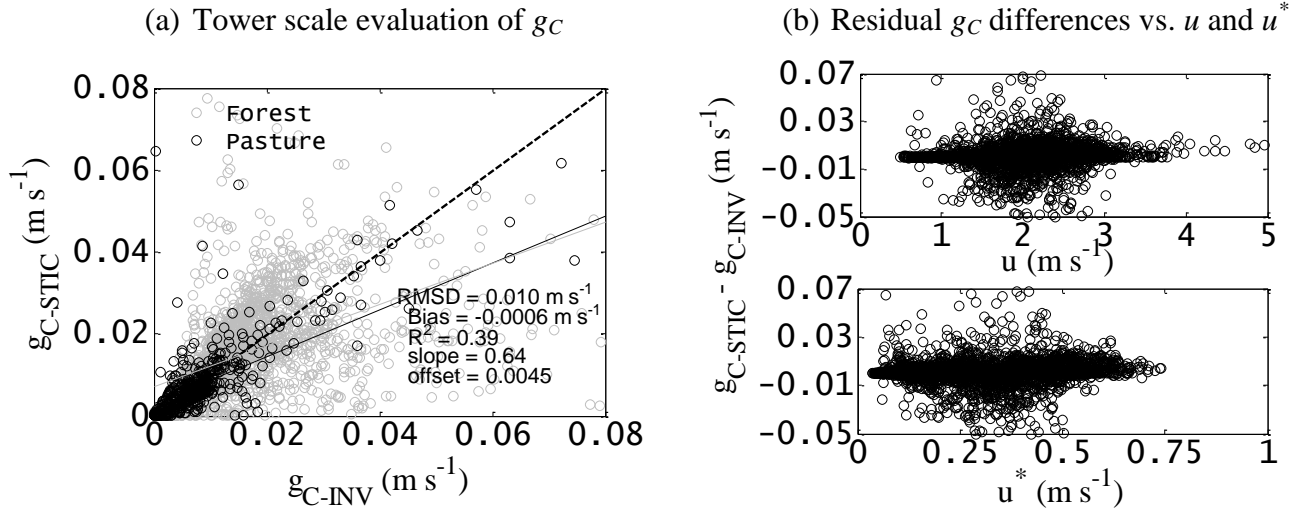 (a) Tower scale evaluation of gC
0.08
0.06
0.04
0.02
0
gC-STIC (m s-1)
Forest
Pasture
RMSD = 0.010 m s-1
Bias = -0.0006 m s-1
R2 = 0.39
slope = 0.64
offset = 0.0045
0 0.02 0.04 0.06 0.08
gC-INV (m s-1)
(b) Residual gC differences vs. u and u*
gC-STIC - gC-INV (m s-1)
0.07
0.03
-0.01
-0.05
0 1 2 3 4 5
u (m s-1)
0.07
0.03
-0.01
-0.05
0 0.25 0.5 0.75 1
u* (m s-1)